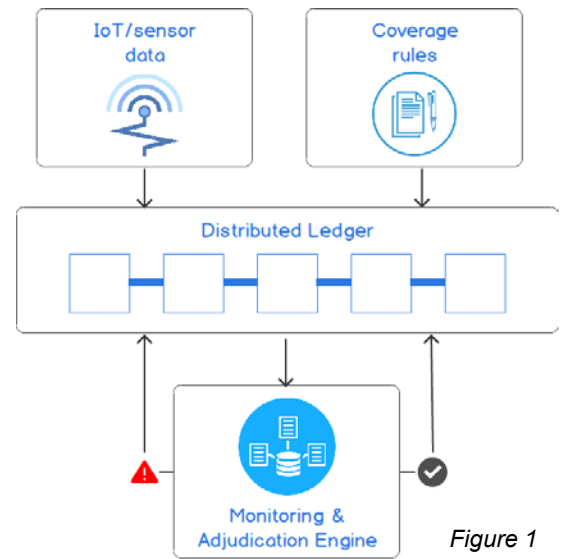 IoT/sensor
data
Coverage
rules
Distributed Ledger
Monitoring &
Adjudication Engine
Figure 1